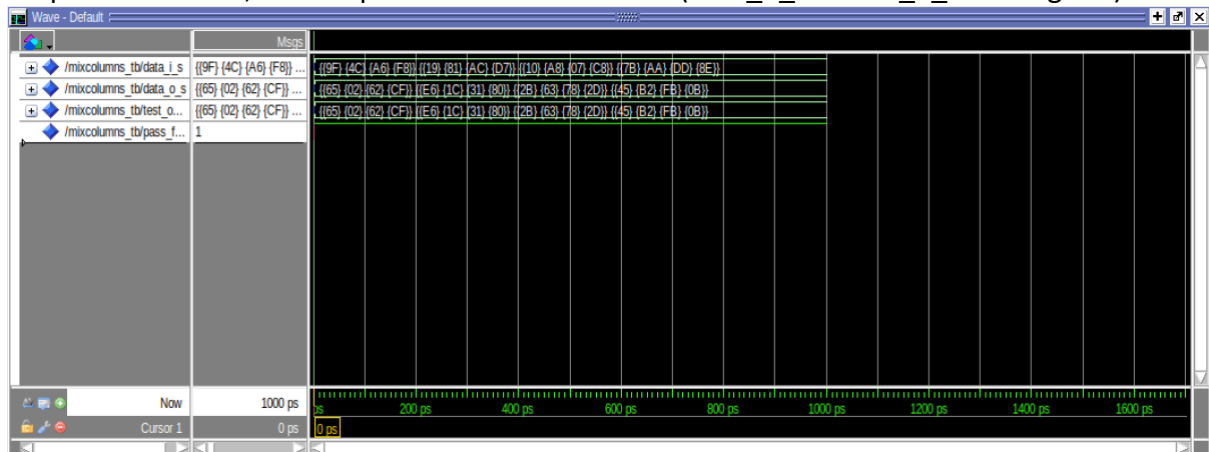 Wave - Default
Msgs
/mixcolumns_tb/data_i_s {{9F} {4C} {A6} {F8}} ... {{9F} {4C} {A6} {F8}} {{19} {81} {AC} {D7}} {{10} {A8} {07} {C8}} {{7B} {AA} {DD} {8E}}
/mixcolumns_tb/data_o_s {{65} {02} {62} {CF}} ... {{65} {02} {62} {CF}} {{E6} {1C} {31} {80}} {{2B} {63} {78} {2D}} {{45} {B2} {FB} {0B}}
/mixcolumns_tb/test_o... {{65} {02} {62} {CF}} ... {{65} {02} {62} {CF}} {{E6} {1C} {31} {80}} {{2B} {63} {78} {2D}} {{45} {B2} {FB} {0B}}
/mixcolumns_tb/pass_f... 1
Now 1000 ps ps 200 ps 400 ps 600 ps 800 ps 1000 ps 1200 ps 1400 ps 1600 ps
Cursor 1 0 ps 0 ps